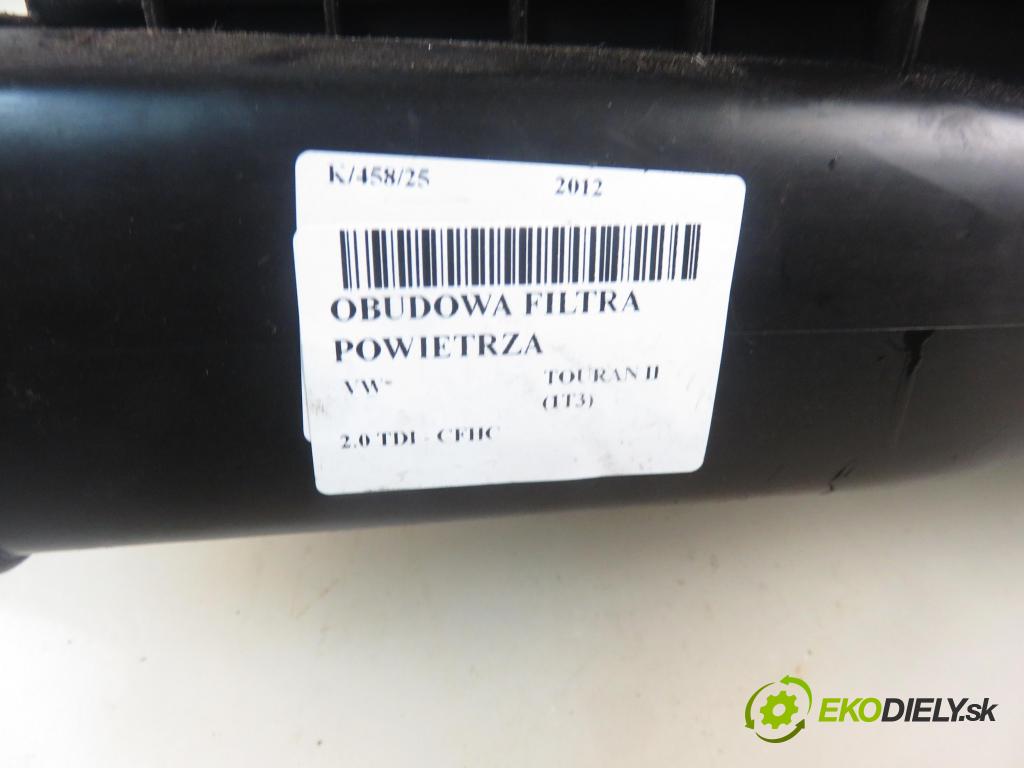 K/458/25 2012
OBUDOWA FILTRA
POWIETRZA
VW- TOURAN II
(1T3)
2.0 TDI - CFHC
EKODIELY.sk